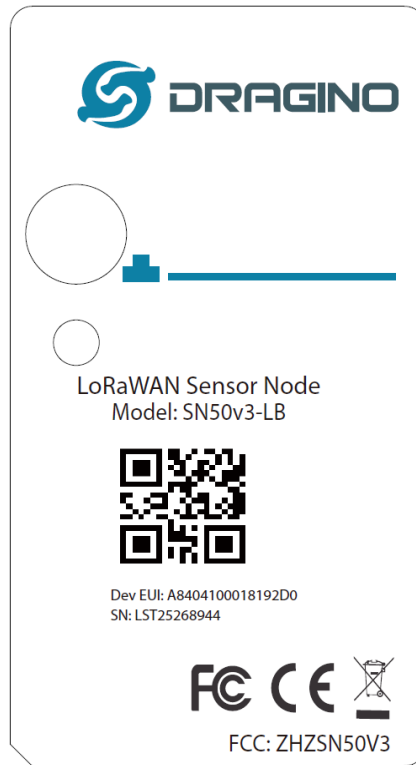 DRAGINO
LoRaWAN Sensor Node
Model: SN50v3-LB
Dev EUI: A8404100018192D0
SN: LST25268944
FC CE
FCC: ZHZSN50V3